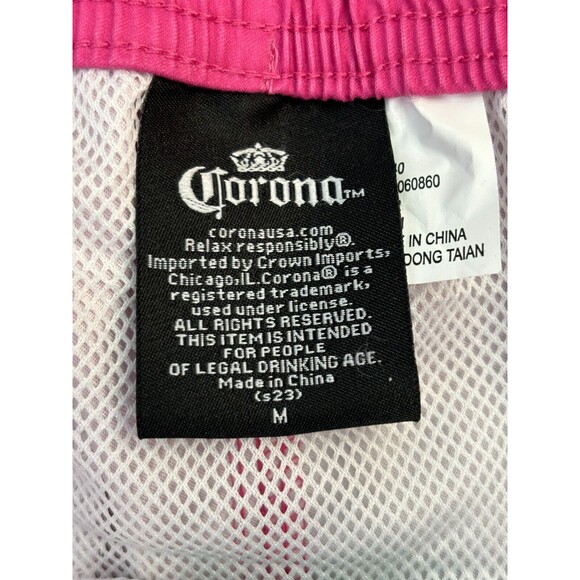 Corona™
coronausa.com
Relax responsibly®.
Imported by Crown Imports,
Chicago,IL.Corona® is a
registered trademark,
used under license.
ALL RIGHTS RESERVED.
THIS ITEM IS INTENDED
FOR PEOPLE
OF LEGAL DRINKING AGE.
Made in China
(s23)
M
060860
IN CHINA
DONG TAIAN